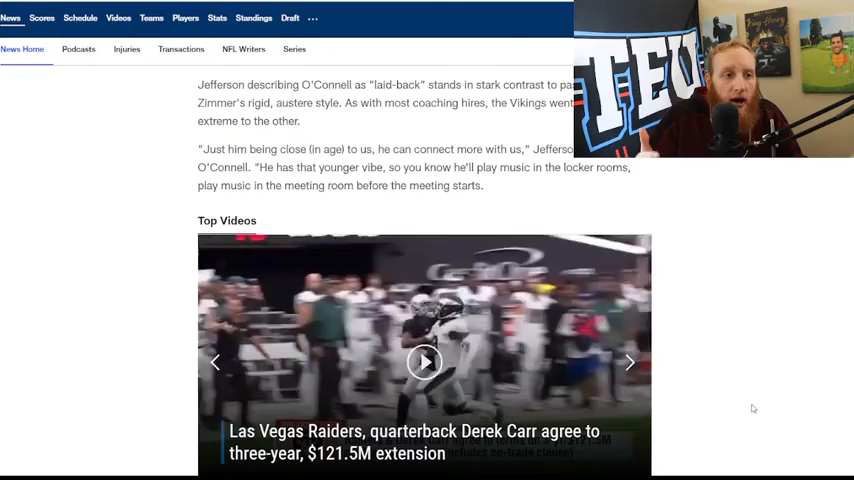 News Scores Schedule Videos Teams Players Stats Standings Draft ...
News Home Podcasts Injuries Transactions NFL Writers Series
Jefferson describing O'Connell as "laid-back" stands in stark contrast to
Zimmer's rigid, austere style. As with most coaching hires, the Vikings went
extreme to the other.
"Just him being close (in age) to us, he can connect more with us,"
O'Connell. "He has that younger vibe, so you know he'll play music in the locker rooms,
play music in the meeting room before the meeting starts.
Top Videos
Las Vegas Raiders, quarterback Derek Carr agree to
three-year, $121.5M extension
TEU